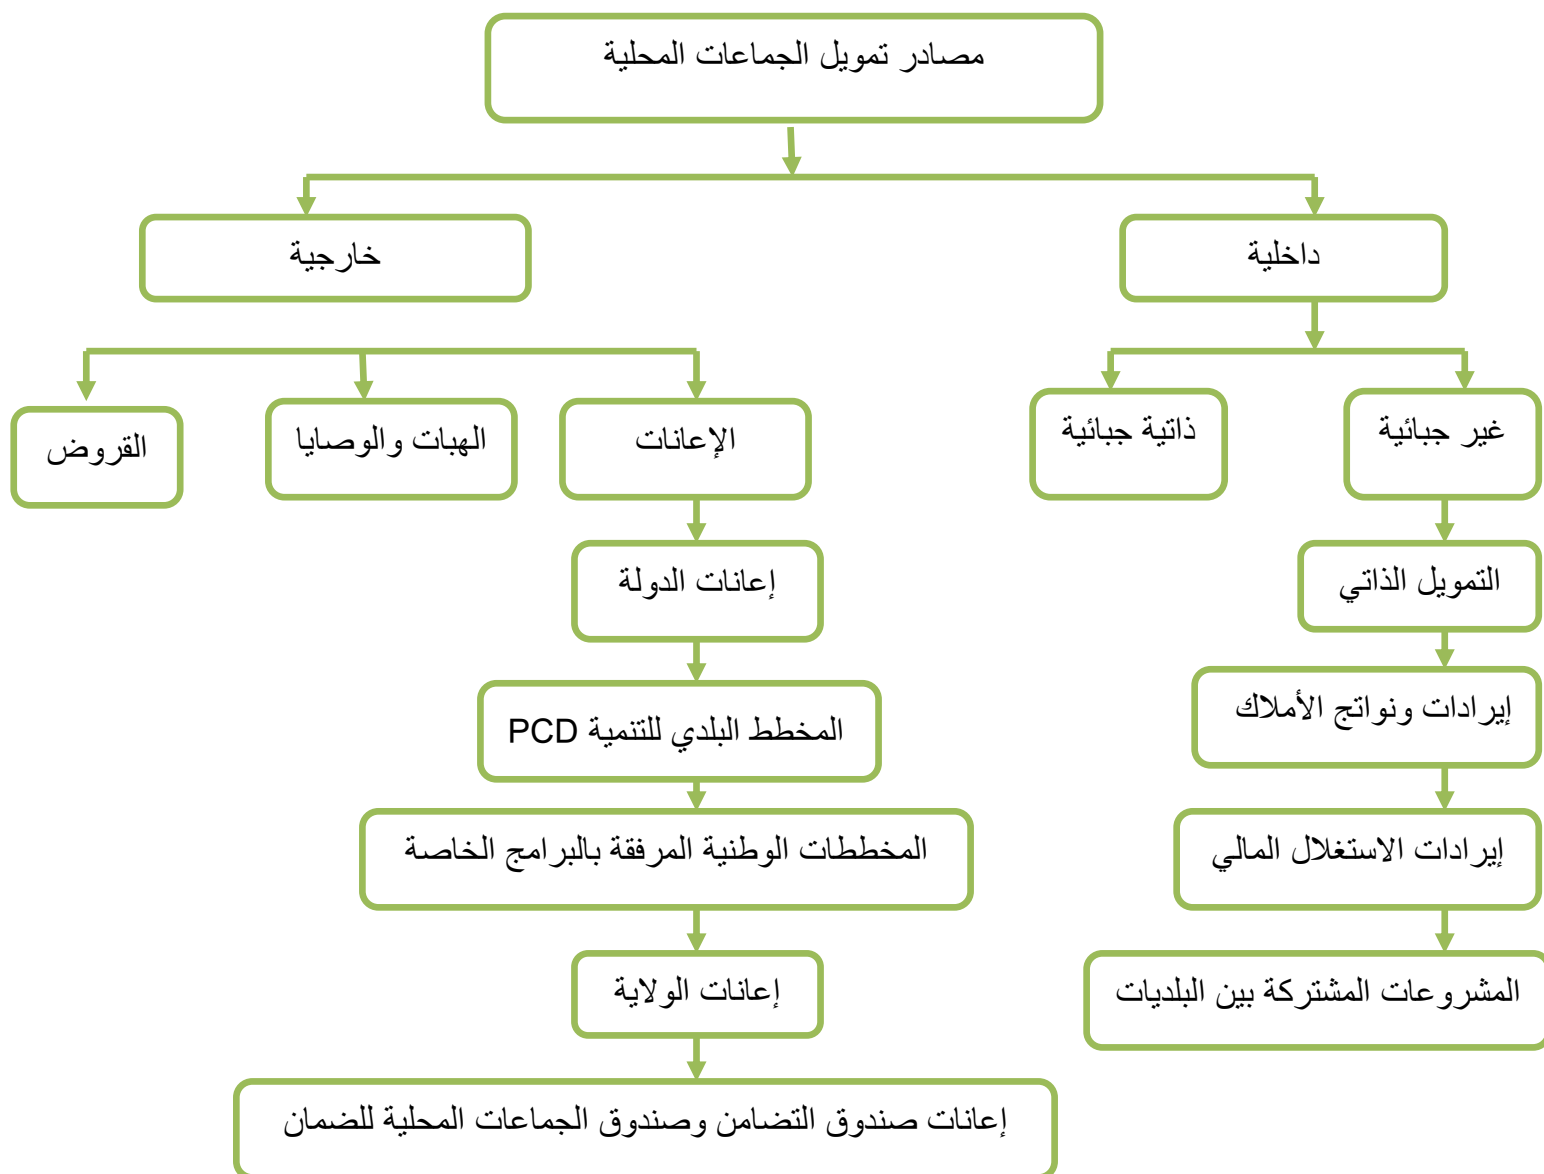 مصادر تمويل الجماعات المحلية
داخلية
خارجية
غير جبائية
ذاتية جبائية
الإعانات
الهبات والوصايا
القروض
التمويل الذاتي
إعانات الدولة
إيرادات ونواتج الأملاك
المخطط البلدي للتنمية PCD
إيرادات الاستغلال المالي
المخططات الوطنية المرفقة بالبرامج الخاصة
المشروعات المشتركة بين البلديات
إعانات الولاية
إعانات صندوق التضامن وصندوق الجماعات المحلية للضمان